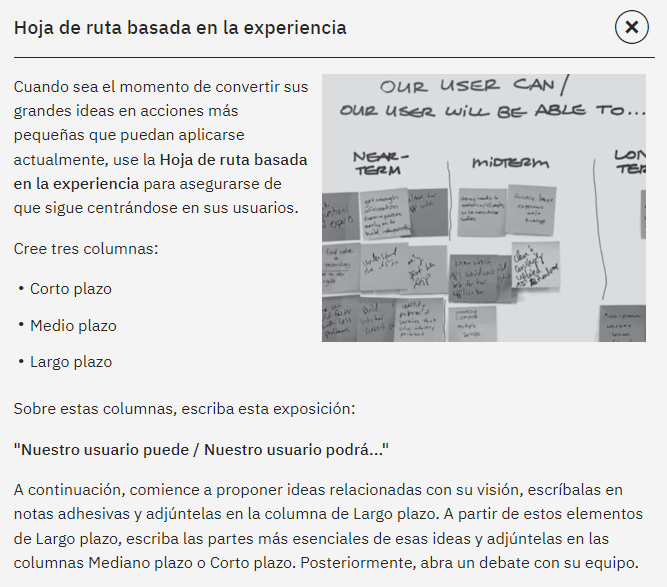 Hoja de ruta basada en la experiencia
Cuando sea el momento de convertir sus
grandes ideas en acciones más
pequeñas que puedan aplicarse
actualmente, use la Hoja de ruta basada
en la experiencia para asegurarse de
que sigue centrándose en sus usuarios.
OUR USER CAN /
OUR USER WILL BE ABLE TO...
NEAR-
TERM
MIDTERM
LON
TER
Cree tres columnas:
• Corto plazo
• Medio plazo
• Largo plazo
Sobre estas columnas, escriba esta exposición:
"Nuestro usuario puede / Nuestro usuario podrá..."
A continuación, comience a proponer ideas relacionadas con su visión, escríbalas en
notas adhesivas y adjúntelas en la columna de Largo plazo. A partir de estos elementos
de Largo plazo, escriba las partes más esenciales de esas ideas y adjúntelas en las
columnas Mediano plazo o Corto plazo. Posteriormente, abra un debate con su equipo.